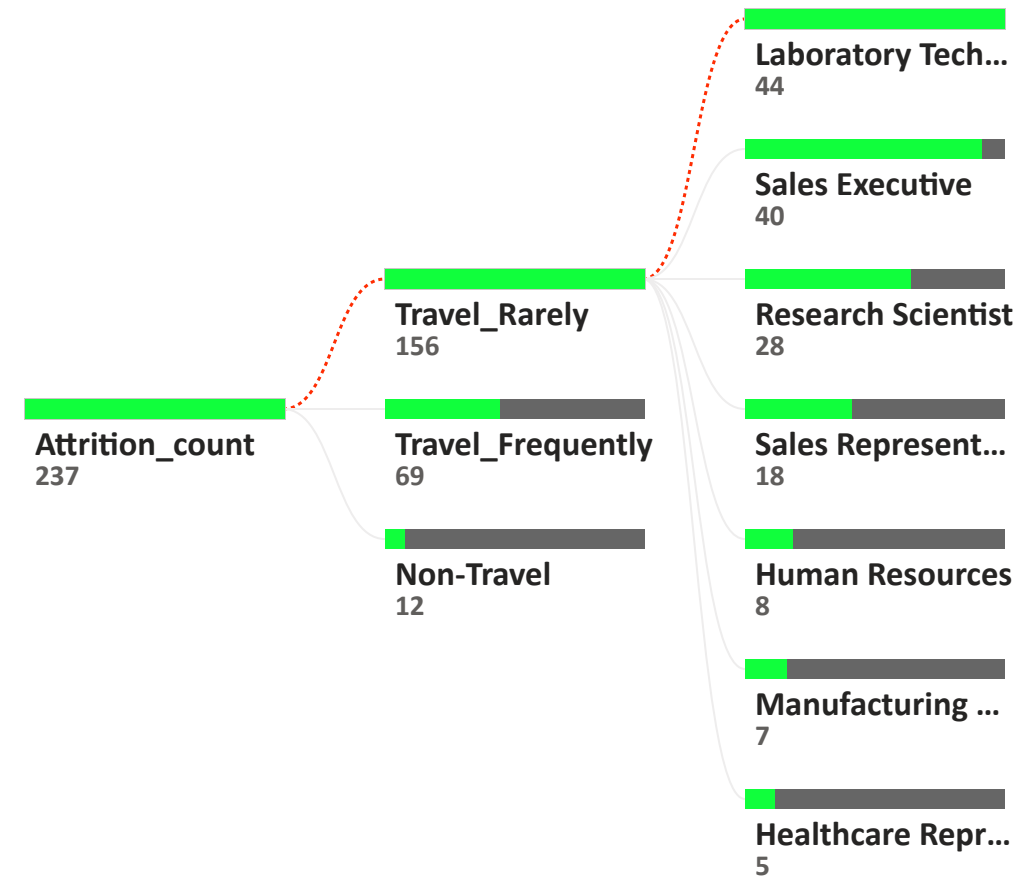 Attrition_count
237
Travel_Rarely
156
Travel_Frequently
69
Non-Travel
12
Laboratory Tech...
44
Sales Executive
40
Research Scientist
28
Sales Represent...
18
Human Resources
8
Manufacturing ...
7
Healthcare Repr...
5